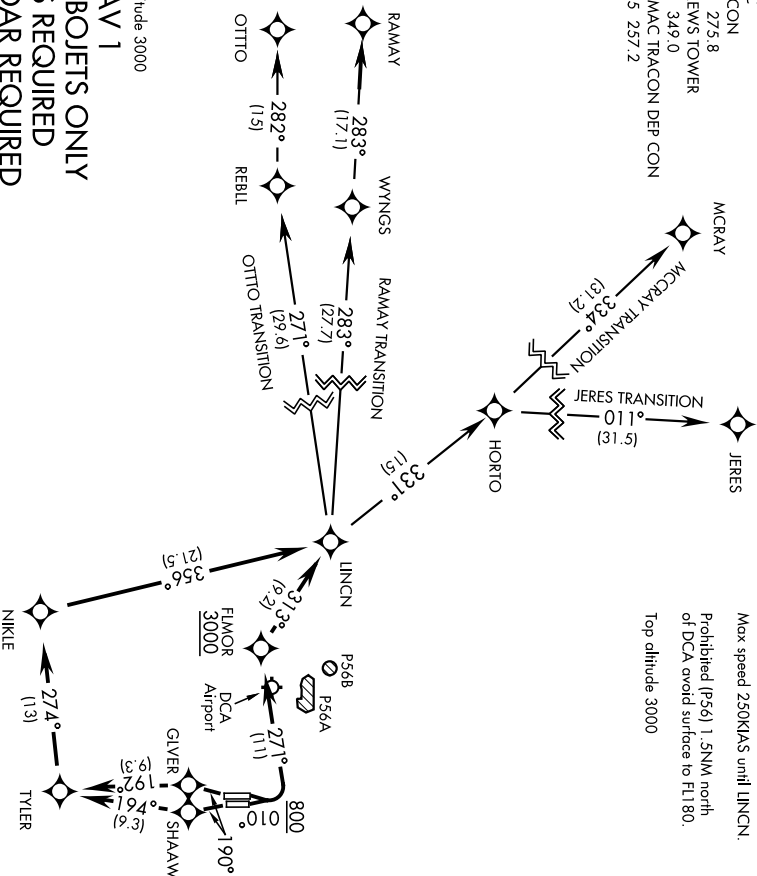 CON
275.8
EWS TOWER
349.0
MAC TRACON DEP CON
5 257.2
Max speed 250KIAS until LINCN.
Prohibited (P56) 1.5NM north
of DCA avoid surface to FL180.
Top altitude 3000
MCRAY
MCCRAY TRANSITION
334°
(31.2)
JERES
JERES TRANSITION
011°
(31.5)
HORTO
331°
(15)
RAMAY
283°
(17.1)
WYNGS
RAMAY TRANSITION
283°
(27.7)
OTTTO
282°
(15)
REBLL
271°
(29.6)
OTTTO TRANSITION
LINCN
313°
(9.2)
FLMOR
3000
P56B
P56A
DCA
Airport
271°
(11)
356°
(21.5)
NIKLE
274°
(13)
TYLER
GLVER
192°
(9.3)
194°
(9.3)
SHAAW
190°
800
010°
itude 3000
AV 1
BOJETS ONLY
S REQUIRED
DAR REQUIRED